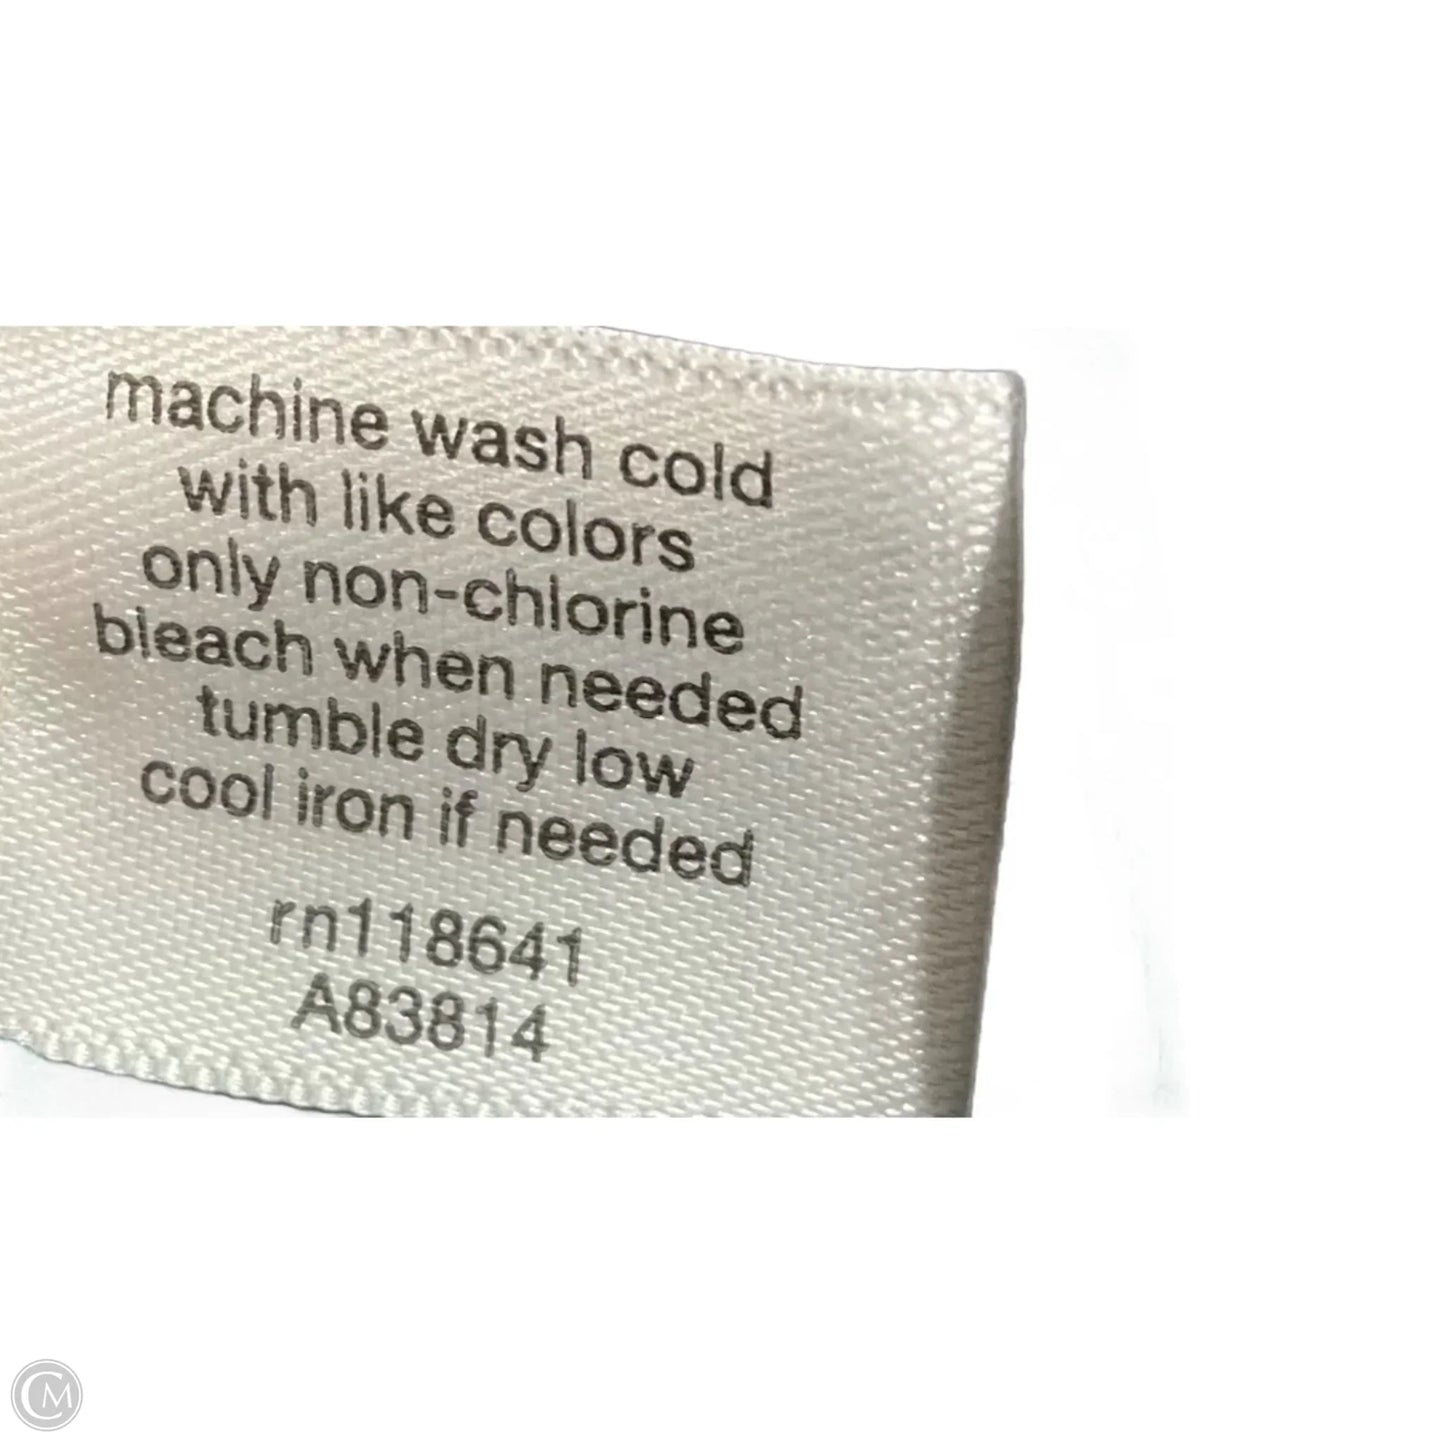 machine wash cold
with like colors
only non-chlorine
bleach when needed
tumble dry low
cool iron if needed
rn118641
A83814
CM